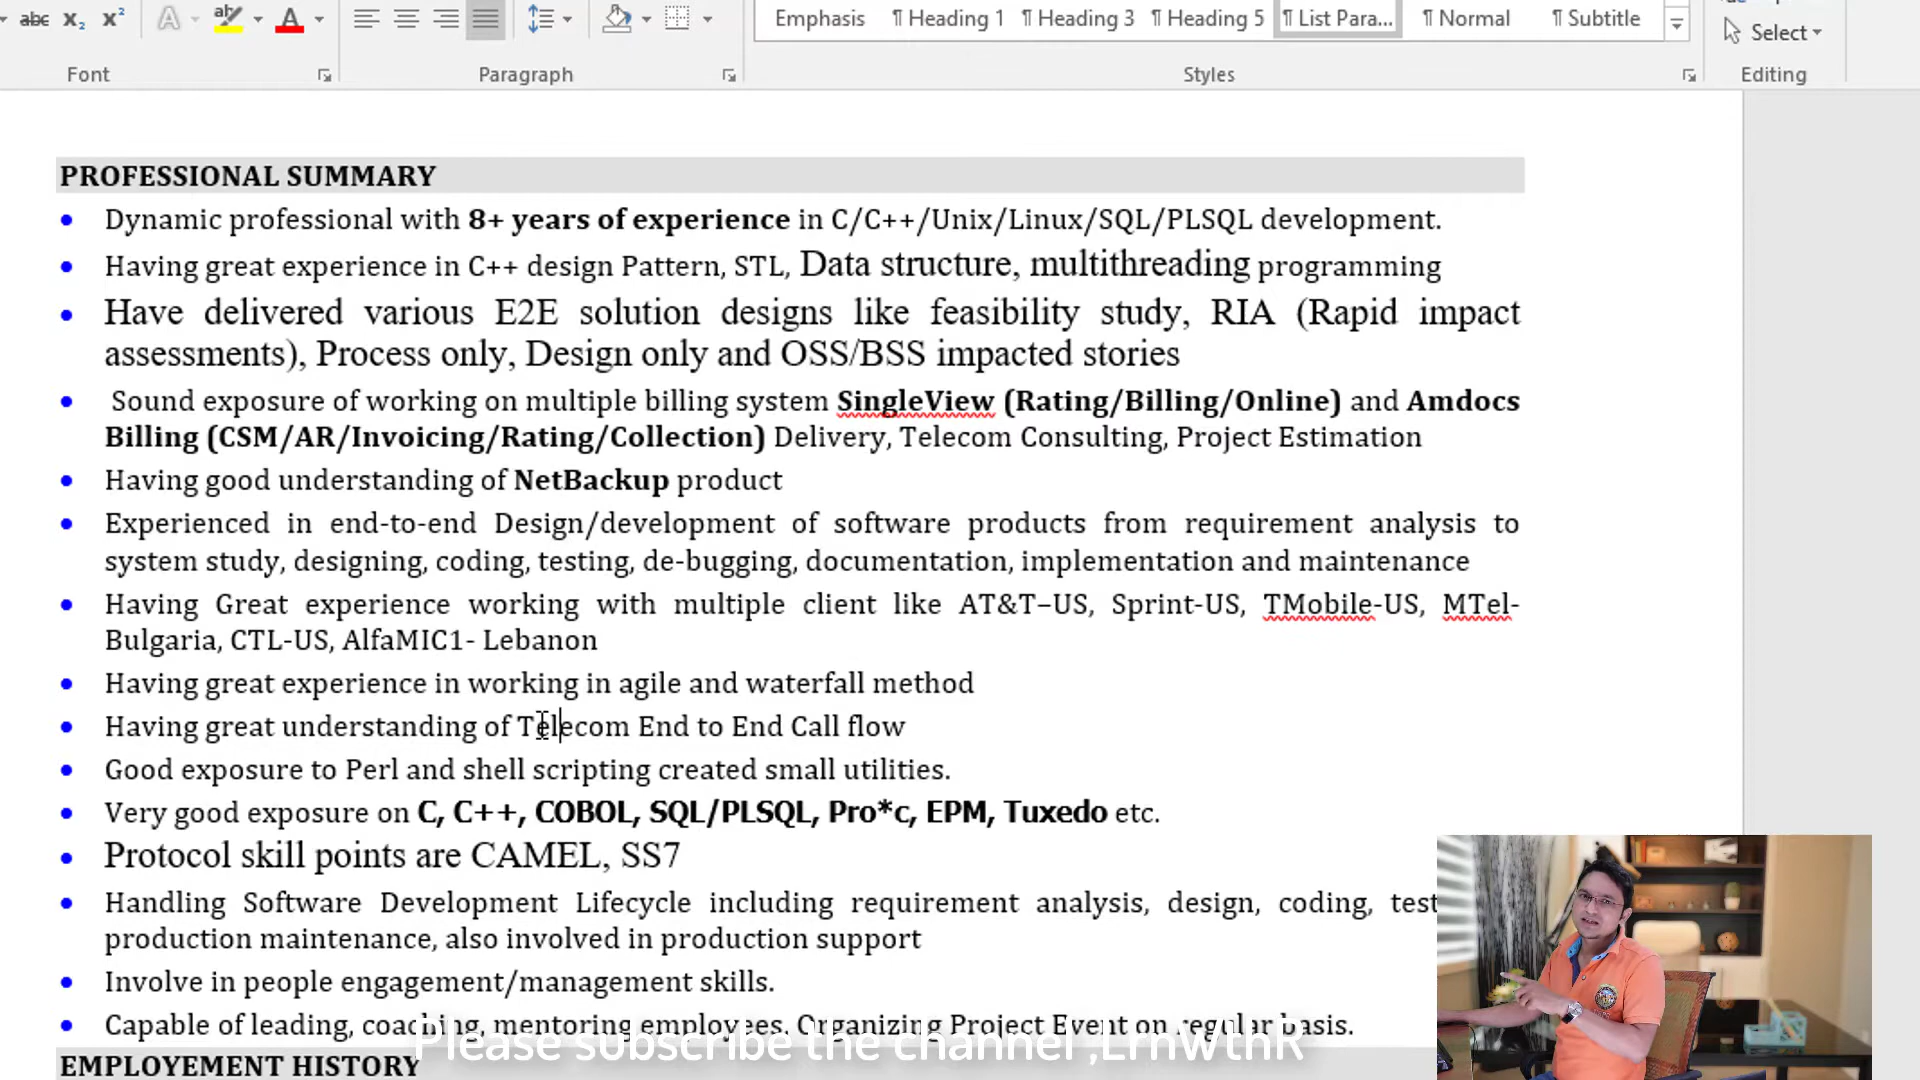 abc X₂ X² A aby A
Emphasis ¶ Heading 1 ¶ Heading 3 ¶ Heading 5 ¶ List Para... ¶ Normal ¶ Subtitle
Select
Font Paragraph Styles Editing
PROFESSIONAL SUMMARY
• Dynamic professional with 8+ years of experience in C/C++/Unix/Linux/SQL/PLSQL development.
• Having great experience in C++ design Pattern, STL, Data structure, multithreading programming
• Have delivered various E2E solution designs like feasibility study, RIA (Rapid impact
assessments), Process only, Design only and OSS/BSS impacted stories
• Sound exposure of working on multiple billing system SingleView (Rating/Billing/Online) and Amdocs
Billing (CSM/AR/Invoicing/Rating/Collection) Delivery, Telecom Consulting, Project Estimation
• Having good understanding of NetBackup product
• Experienced in end-to-end Design/development of software products from requirement analysis to
system study, designing, coding, testing, de-bugging, documentation, implementation and maintenance
• Having Great experience working with multiple client like AT&T–US, Sprint-US, TMobile-US, MTel-
Bulgaria, CTL-US, AlfaMIC1- Lebanon
• Having great experience in working in agile and waterfall method
• Having great understanding of Telecom End to End Call flow
• Good exposure to Perl and shell scripting created small utilities.
• Very good exposure on C, C++, COBOL, SQL/PLSQL, Pro*c, EPM, Tuxedo etc.
• Protocol skill points are CAMEL, SS7
• Handling Software Development Lifecycle including requirement analysis, design, coding, test
production maintenance, also involved in production support
• Involve in people engagement/management skills.
• Capable of leading, coaching, mentoring employees. Organizing Project Event on regular basis.
Please subscribe the channel ,LrnWthR
EMPLOYEMENT HISTORY